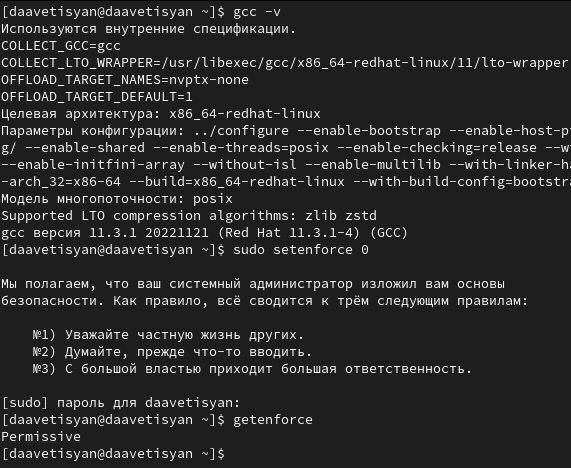 [daavetisyan@daavetisyan ~]$ gcc -v
Используются внутренние спецификации.
COLLECT_GCC=gcc
COLLECT_LTO_WRAPPER=/usr/libexec/gcc/x86_64-redhat-linux/11/lto-wrapper
OFFLOAD_TARGET_NAMES=nvptx-none
OFFLOAD_TARGET_DEFAULT=1
Целевая архитектура: x86_64-redhat-linux
Параметры конфигурации: ../configure --enable-bootstrap --enable-host-p
g/ --enable-shared --enable-threads=posix --enable-checking=release --w
--enable-initfini-array --without-isl --enable-multilib --with-linker-h
-arch_32=x86-64 --build=x86_64-redhat-linux --with-build-config=bootstr
Модель многопоточности: posix
Supported LTO compression algorithms: zlib zstd
gcc версия 11.3.1 20221121 (Red Hat 11.3.1-4) (GCC)
[daavetisyan@daavetisyan ~]$ sudo setenforce 0
Мы полагаем, что ваш системный администратор изложил вам основы
безопасности. Как правило, всё сводится к трём следующим правилам:
№1) Уважайте частную жизнь других.
№2) Думайте, прежде что-то вводить.
№3) С большой властью приходит большая ответственность.
[sudo] пароль для daavetisyan:
[daavetisyan@daavetisyan ~]$ getenforce
Permissive
[daavetisyan@daavetisyan ~]$